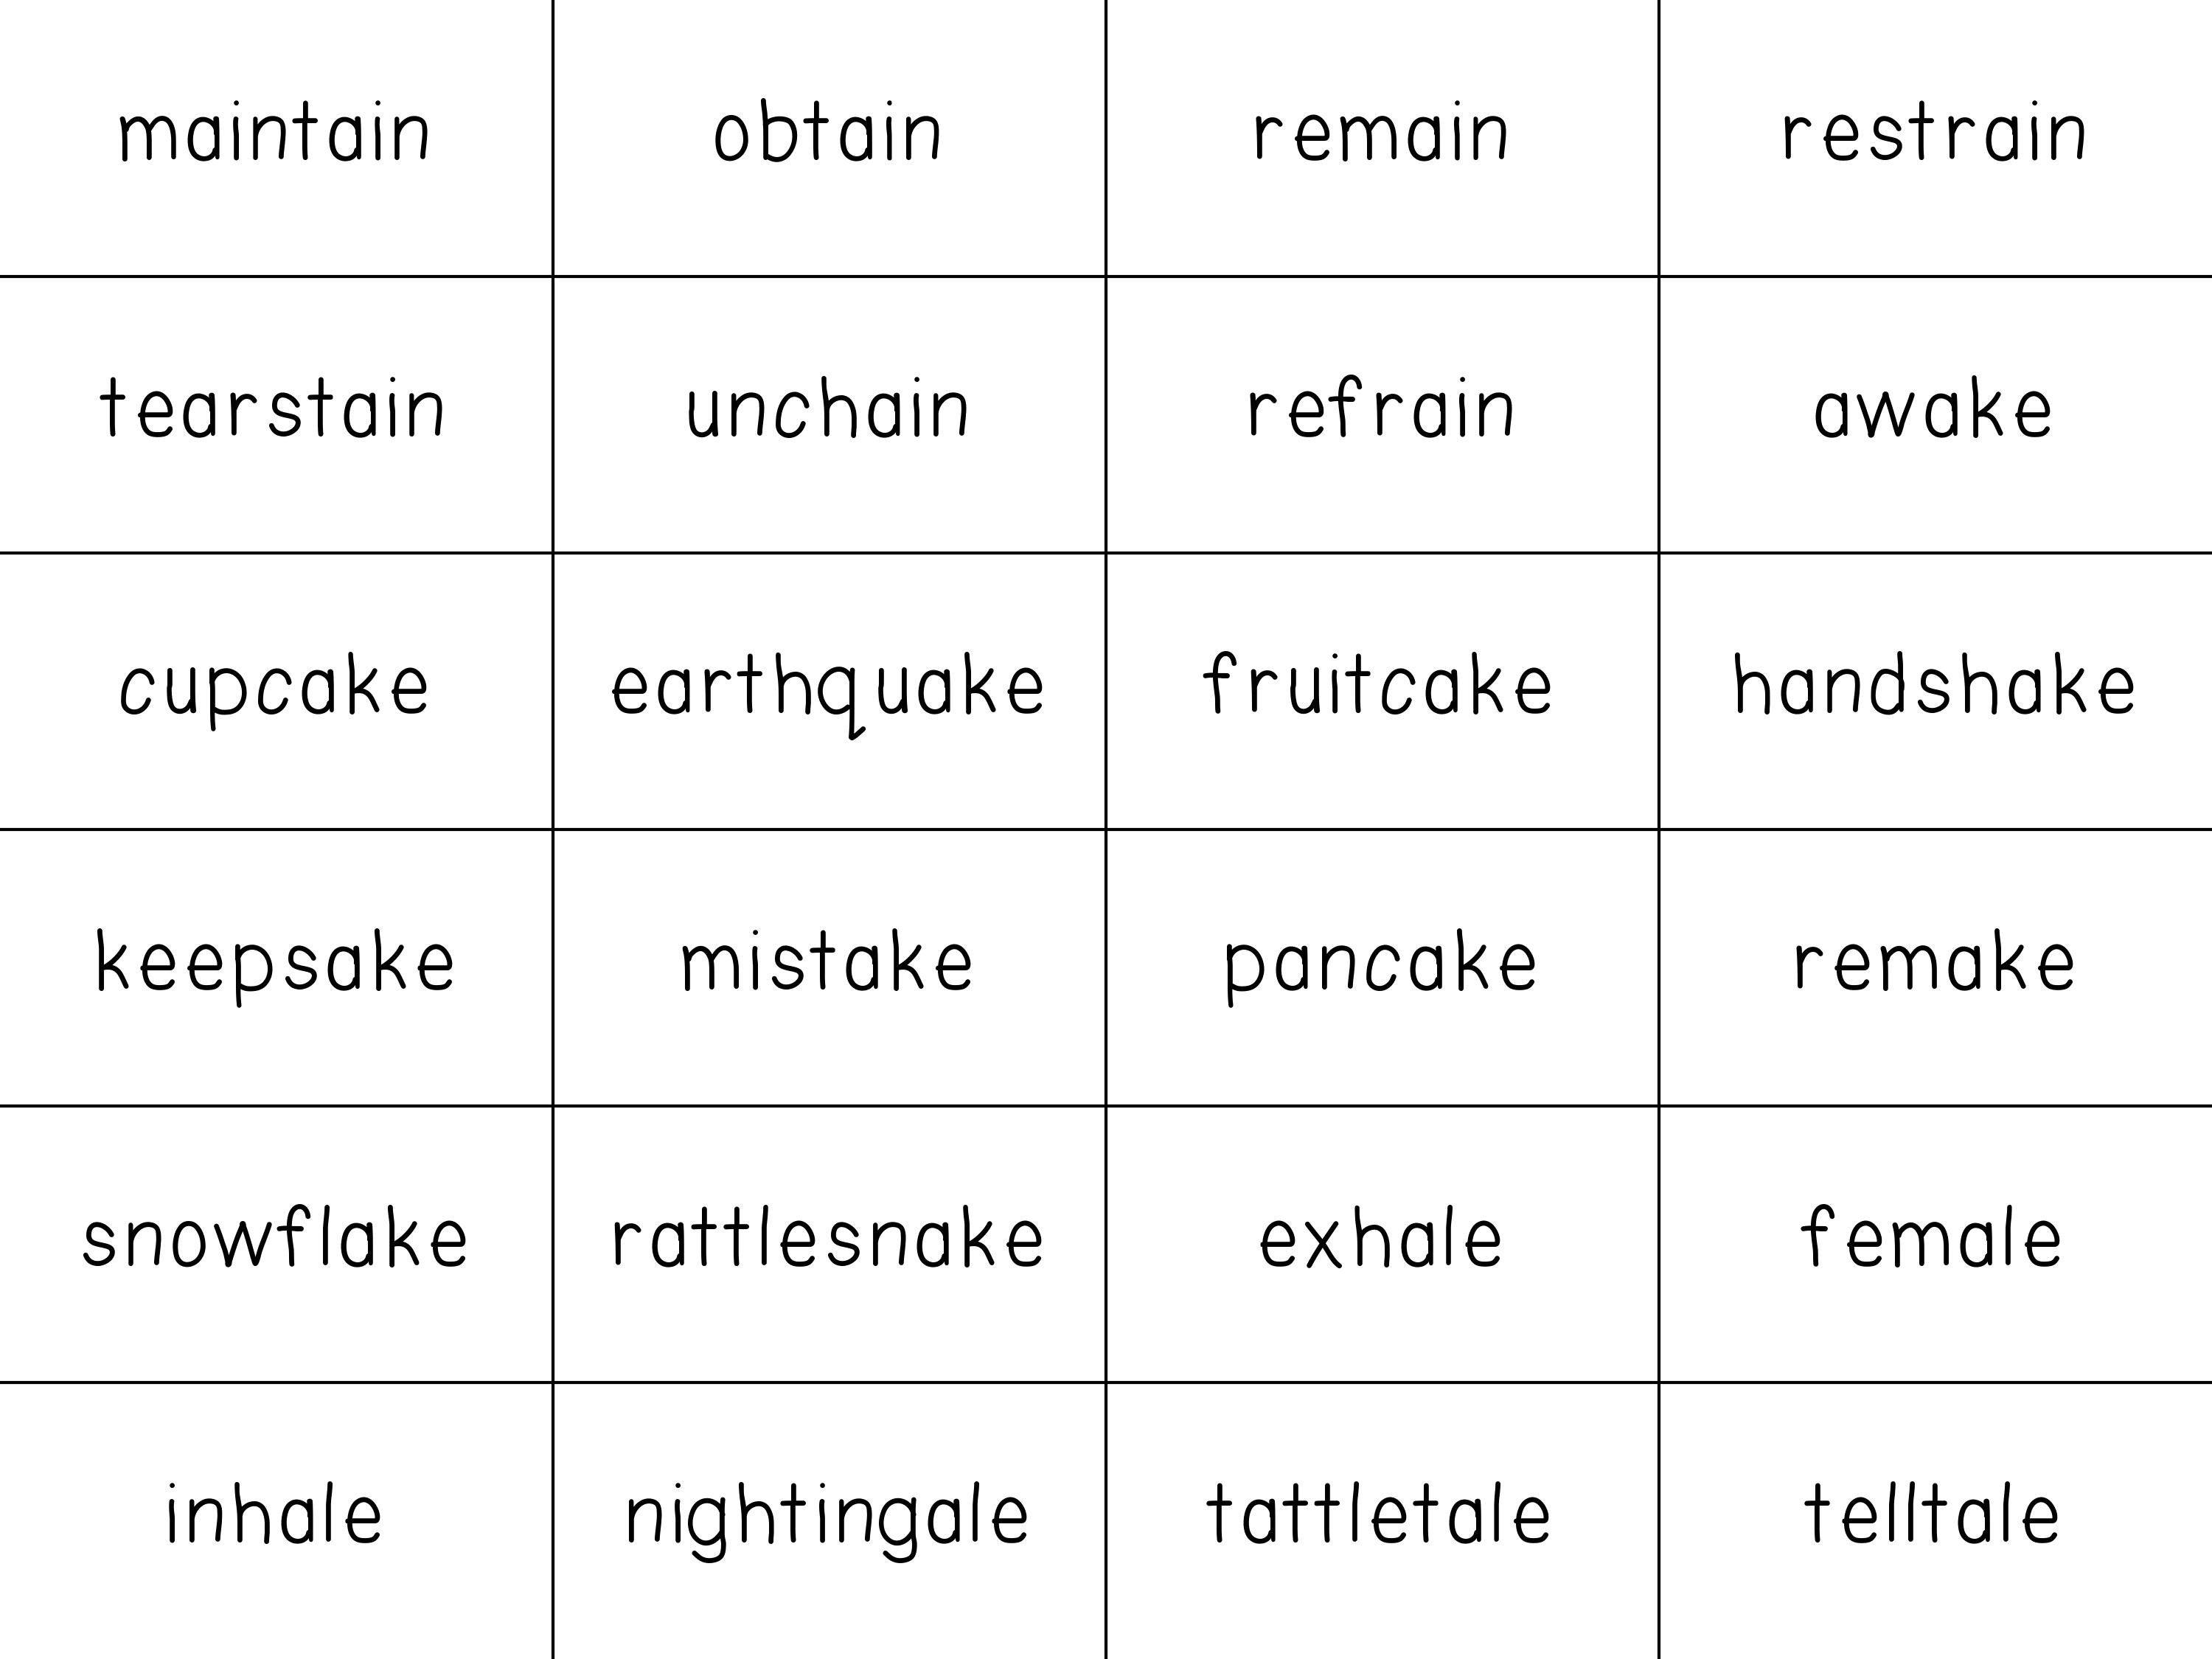 maintain obtain remain restrain
tearstain unchain refrain awake
cupcake earthquake fruitcake handshake
keepsake mistake pancake remake
snowflake rattlesnake exhale female
inhale nightingale tattletale telltale